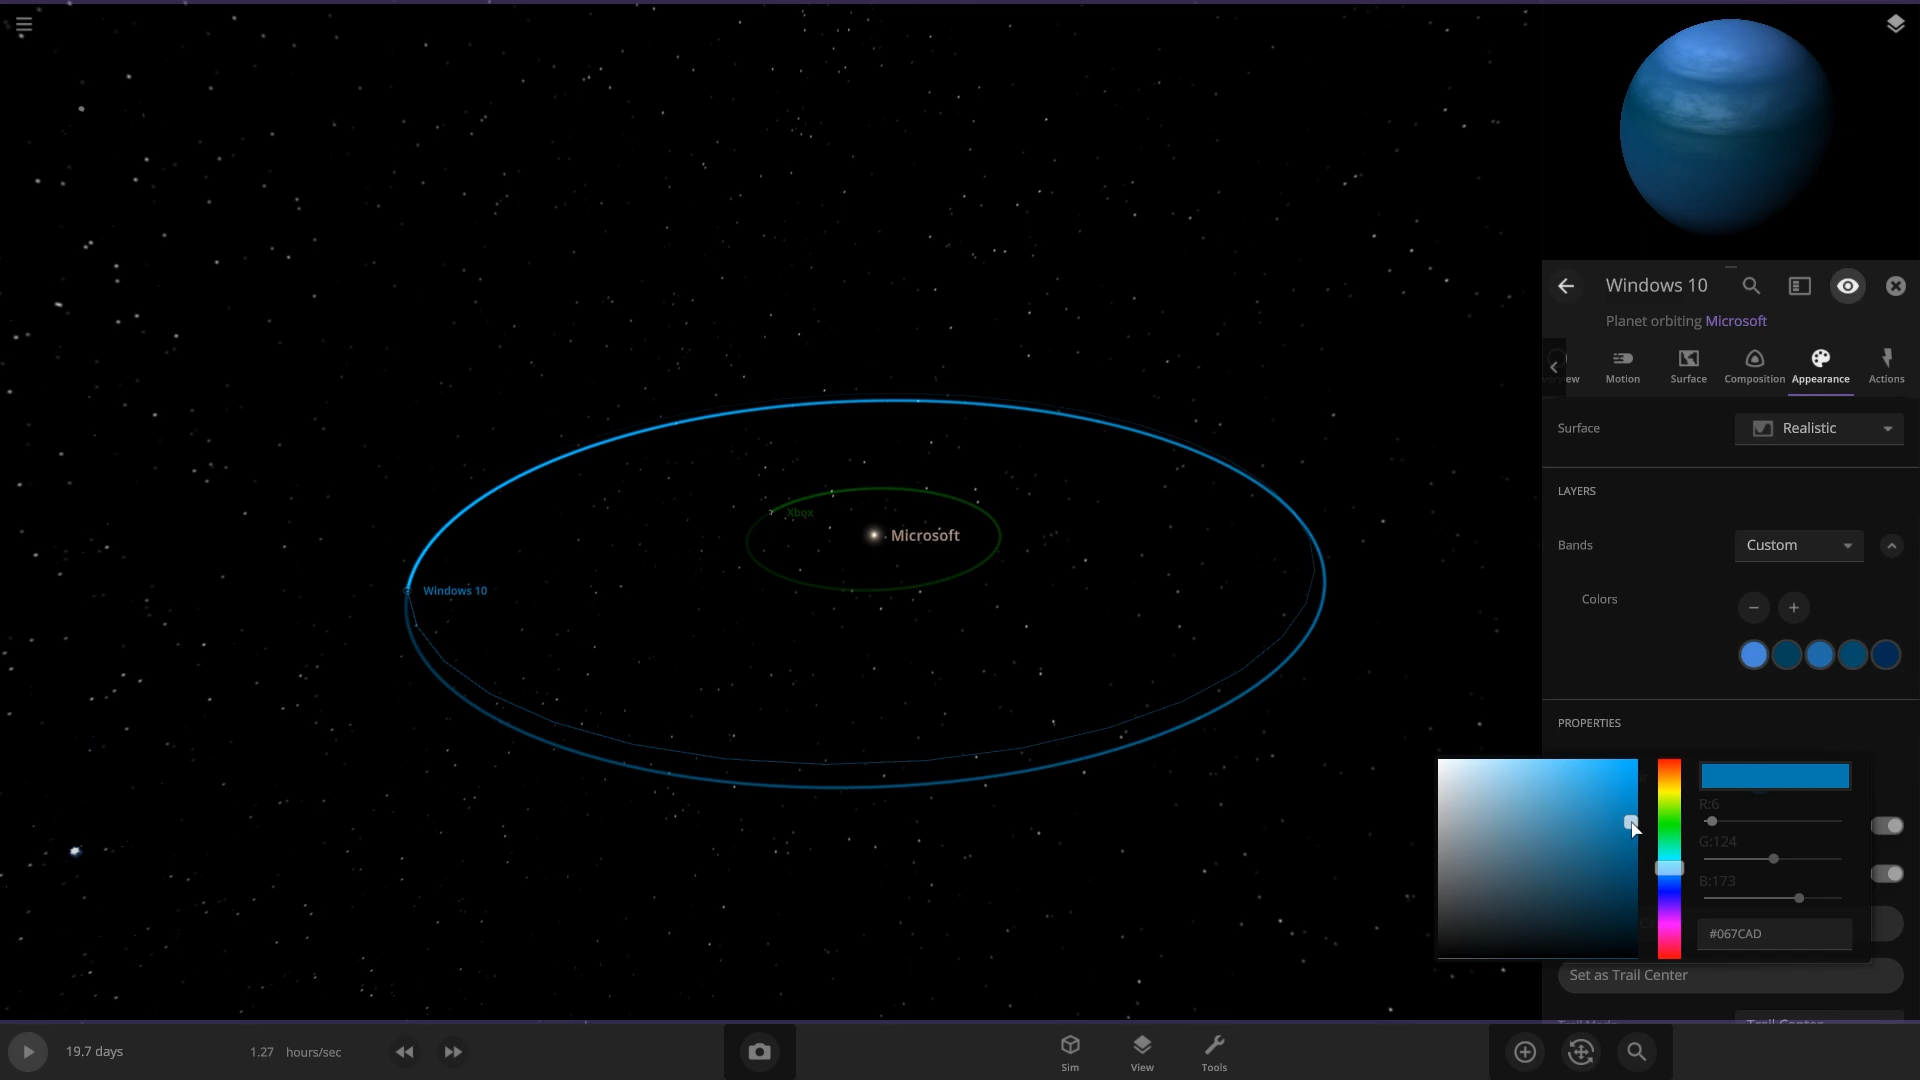 Windows 10
Planet orbiting Microsoft
Motion
Surface
Composition
Appearance
Actions
Surface
Realistic
LAYERS
Bands
Custom
Colors
PROPERTIES
R:6
G:124
B:173
#067CAD
Set as Trail Center
Xbox
Microsoft
Windows 10
19.7 days
1.27 hours/sec
Sim
View
Tools